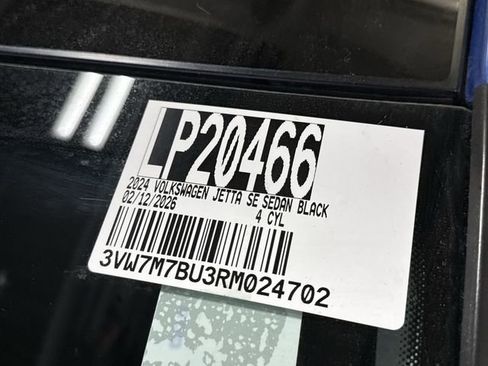 LP20466
2024 VOLKSWAGEN JETTA SE SEDAN BLACK
02/12/2026 4 CYL
3VW7M7BU3RM024702